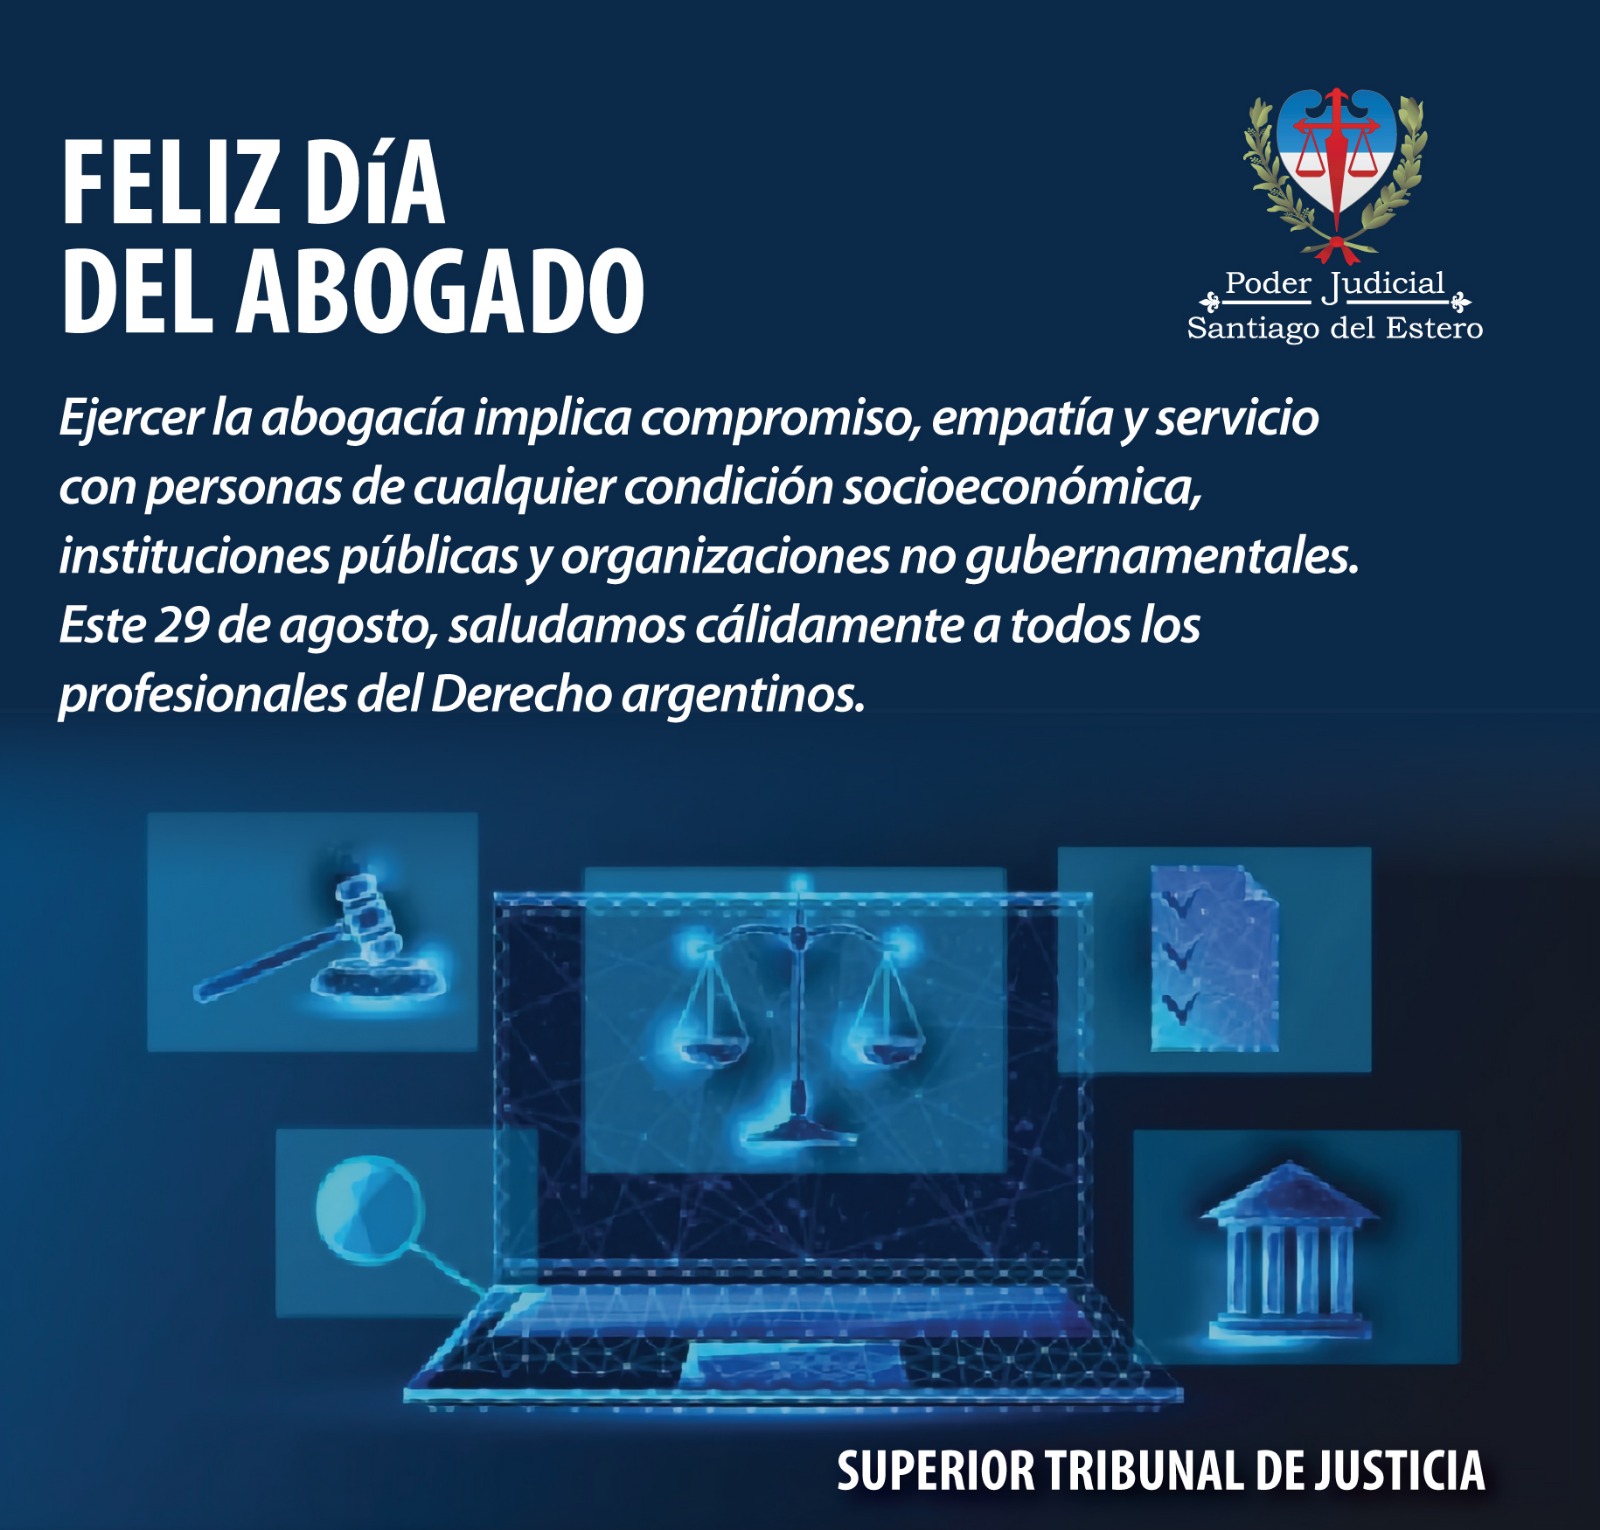 FELIZ DíA
DEL ABOGADO
Poder Judicial
Santiago del Estero
Ejercer la abogacía implica compromiso, empatía y servicio
con personas de cualquier condición socioeconómica,
instituciones públicas y organizaciones no gubernamentales.
Este 29 de agosto, saludamos cálidamente a todos los
profesionales del Derecho argentinos.
SUPERIOR TRIBUNAL DE JUSTICIA